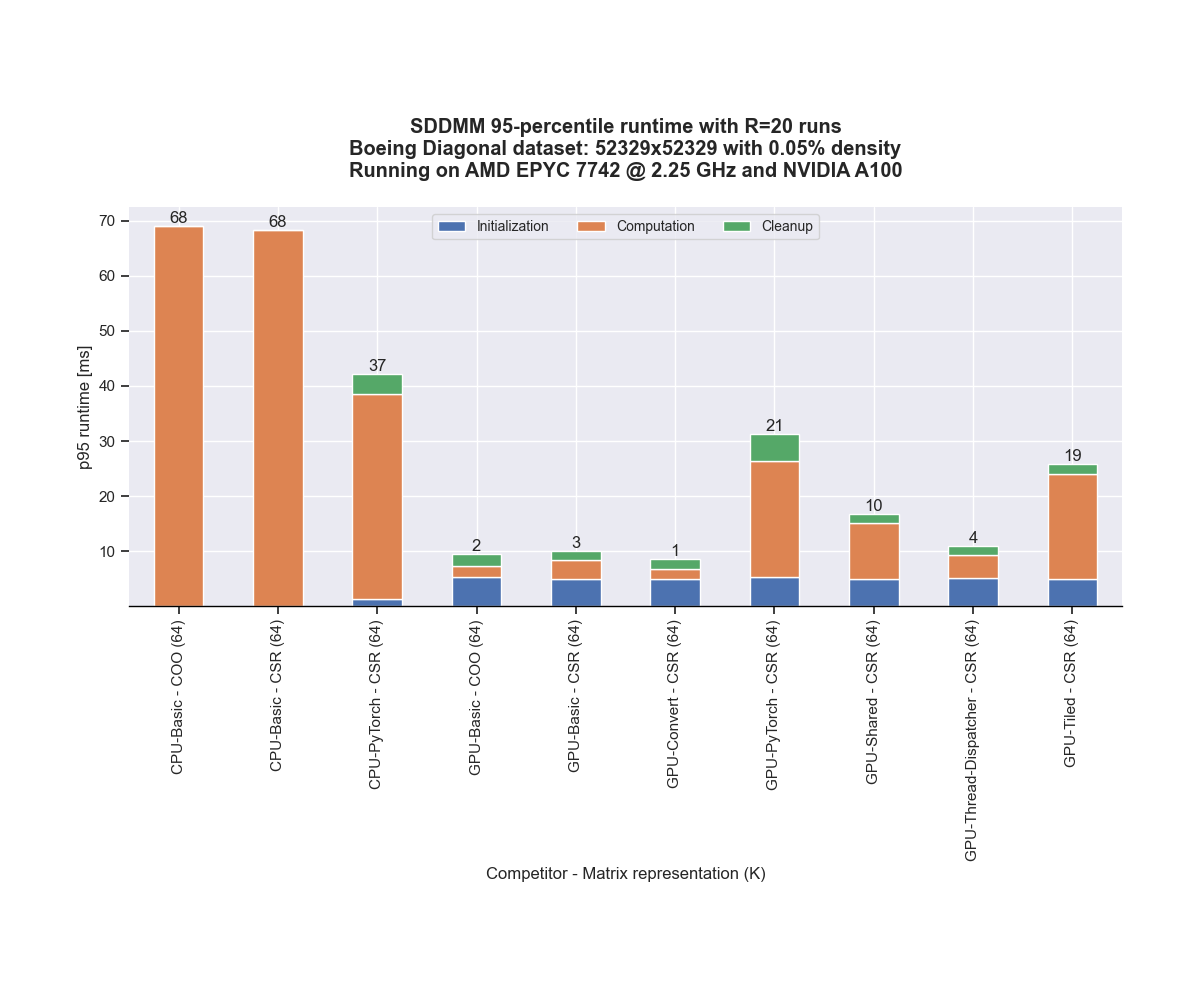 SDDMM 95-percentile runtime with R=20 runs
Boeing Diagonal dataset: 52329x52329 with 0.05% density
Running on AMD EPYC 7742 @ 2.25 GHz and NVIDIA A100
Initialization
Computation
Cleanup
p95 runtime [ms]
70
60
50
40
30
20
10
68
68
37
2
3
1
21
10
4
19
CPU-Basic - COO (64)
CPU-Basic - CSR (64)
CPU-PyTorch - CSR (64)
GPU-Basic - COO (64)
GPU-Basic - CSR (64)
GPU-Convert - CSR (64)
GPU-PyTorch - CSR (64)
GPU-Shared - CSR (64)
GPU-Thread-Dispatcher - CSR (64)
GPU-Tiled - CSR (64)
Competitor - Matrix representation (K)